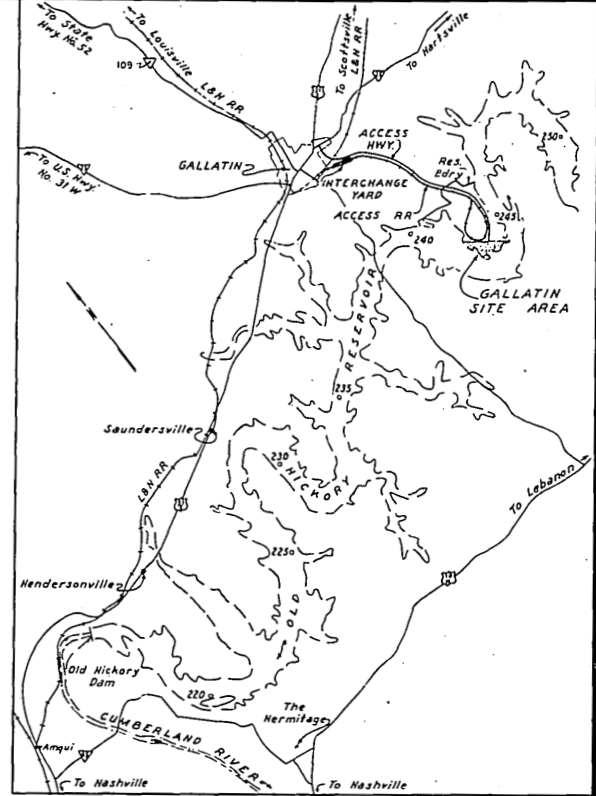 To State
Hwy. No. 52
To Louisville
L&N RR
109
To Scottsville
L&N RR
To Hartsville
ACCESS
HWY.
Res.
Edry
250
GALLATIN
To U.S. Hwy.
No. 31 W
INTERCHANGE
YARD
ACCESS RR
240
245
GALLATIN
SITE AREA
RESERVOIR
235
Saundersville
230
HICKORY
L&N RR
To Lebanon
225
Hendersonville
OLD
Old Hickory
Dam
220
The
Hermitage
CUMBERLAND RIVER
Amqui
To Nashville
To Nashville